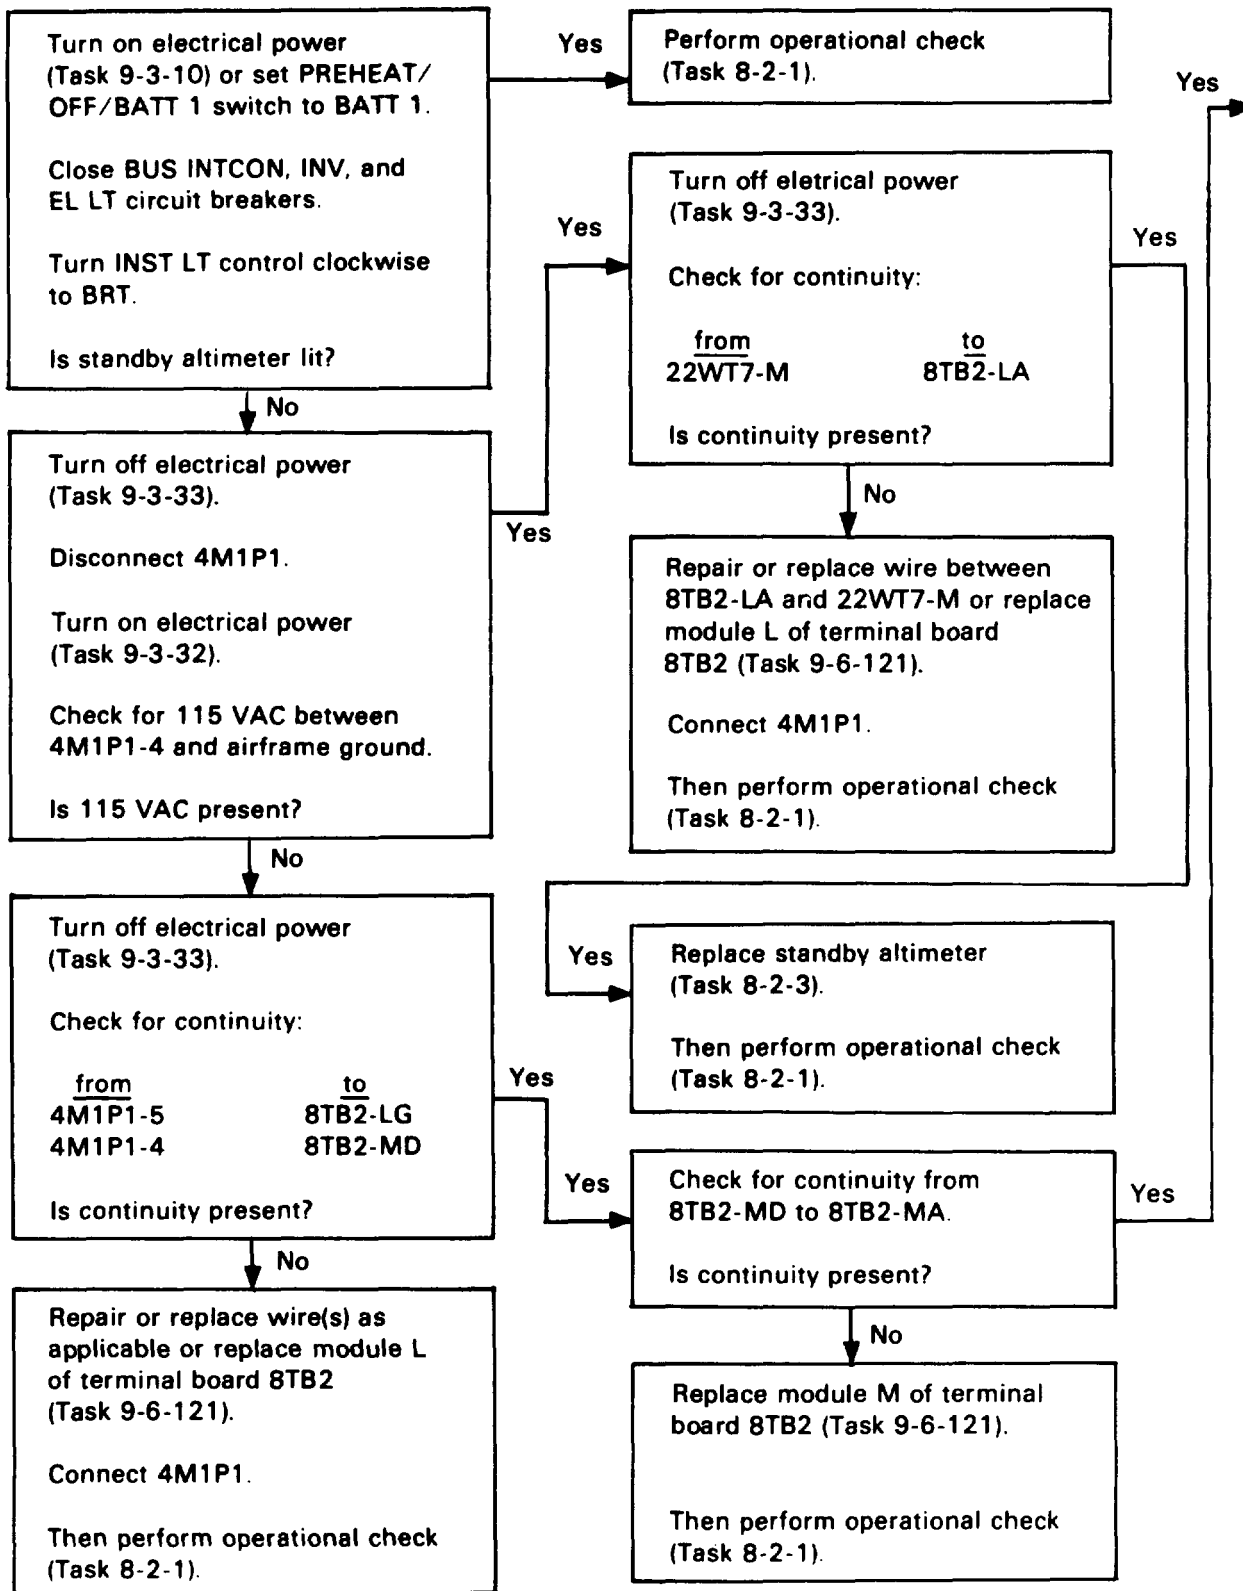 Turn on electrical power
(Task 9-3-10) or set PREHEAT/
OFF/BATT 1 switch to BATT 1.
Close BUS INTCON, INV, and
EL LT circuit breakers.
Turn INST LT control clockwise
to BRT.
Is standby altimeter lit?
Yes
No
Perform operational check
(Task 8-2-1).
Yes
Turn off electrical power
(Task 9-3-33).
Disconnect 4M1P1.
Turn on electrical power
(Task 9-3-32).
Check for 115 VAC between
4M1P1-4 and airframe ground.
Is 115 VAC present?
Yes
Yes
No
Turn off eletrical power
(Task 9-3-33).
Check for continuity:
from to
22WT7-M 8TB2-LA
Is continuity present?
Yes
No
Repair or replace wire between
8TB2-LA and 22WT7-M or replace
module L of terminal board
8TB2 (Task 9-6-121).
Connect 4M1P1.
Then perform operational check
(Task 8-2-1).
Turn off electrical power
(Task 9-3-33).
Check for continuity:
from to
4M1P1-5 8TB2-LG
4M1P1-4 8TB2-MD
Is continuity present?
Yes
Yes
No
Yes
Replace standby altimeter
(Task 8-2-3).
Then perform operational check
(Task 8-2-1).
Check for continuity from
8TB2-MD to 8TB2-MA.
Is continuity present?
Yes
No
Repair or replace wire(s) as
applicable or replace module L
of terminal board 8TB2
(Task 9-6-121).
Connect 4M1P1.
Then perform operational check
(Task 8-2-1).
Replace module M of terminal
board 8TB2 (Task 9-6-121).
Then perform operational check
(Task 8-2-1).